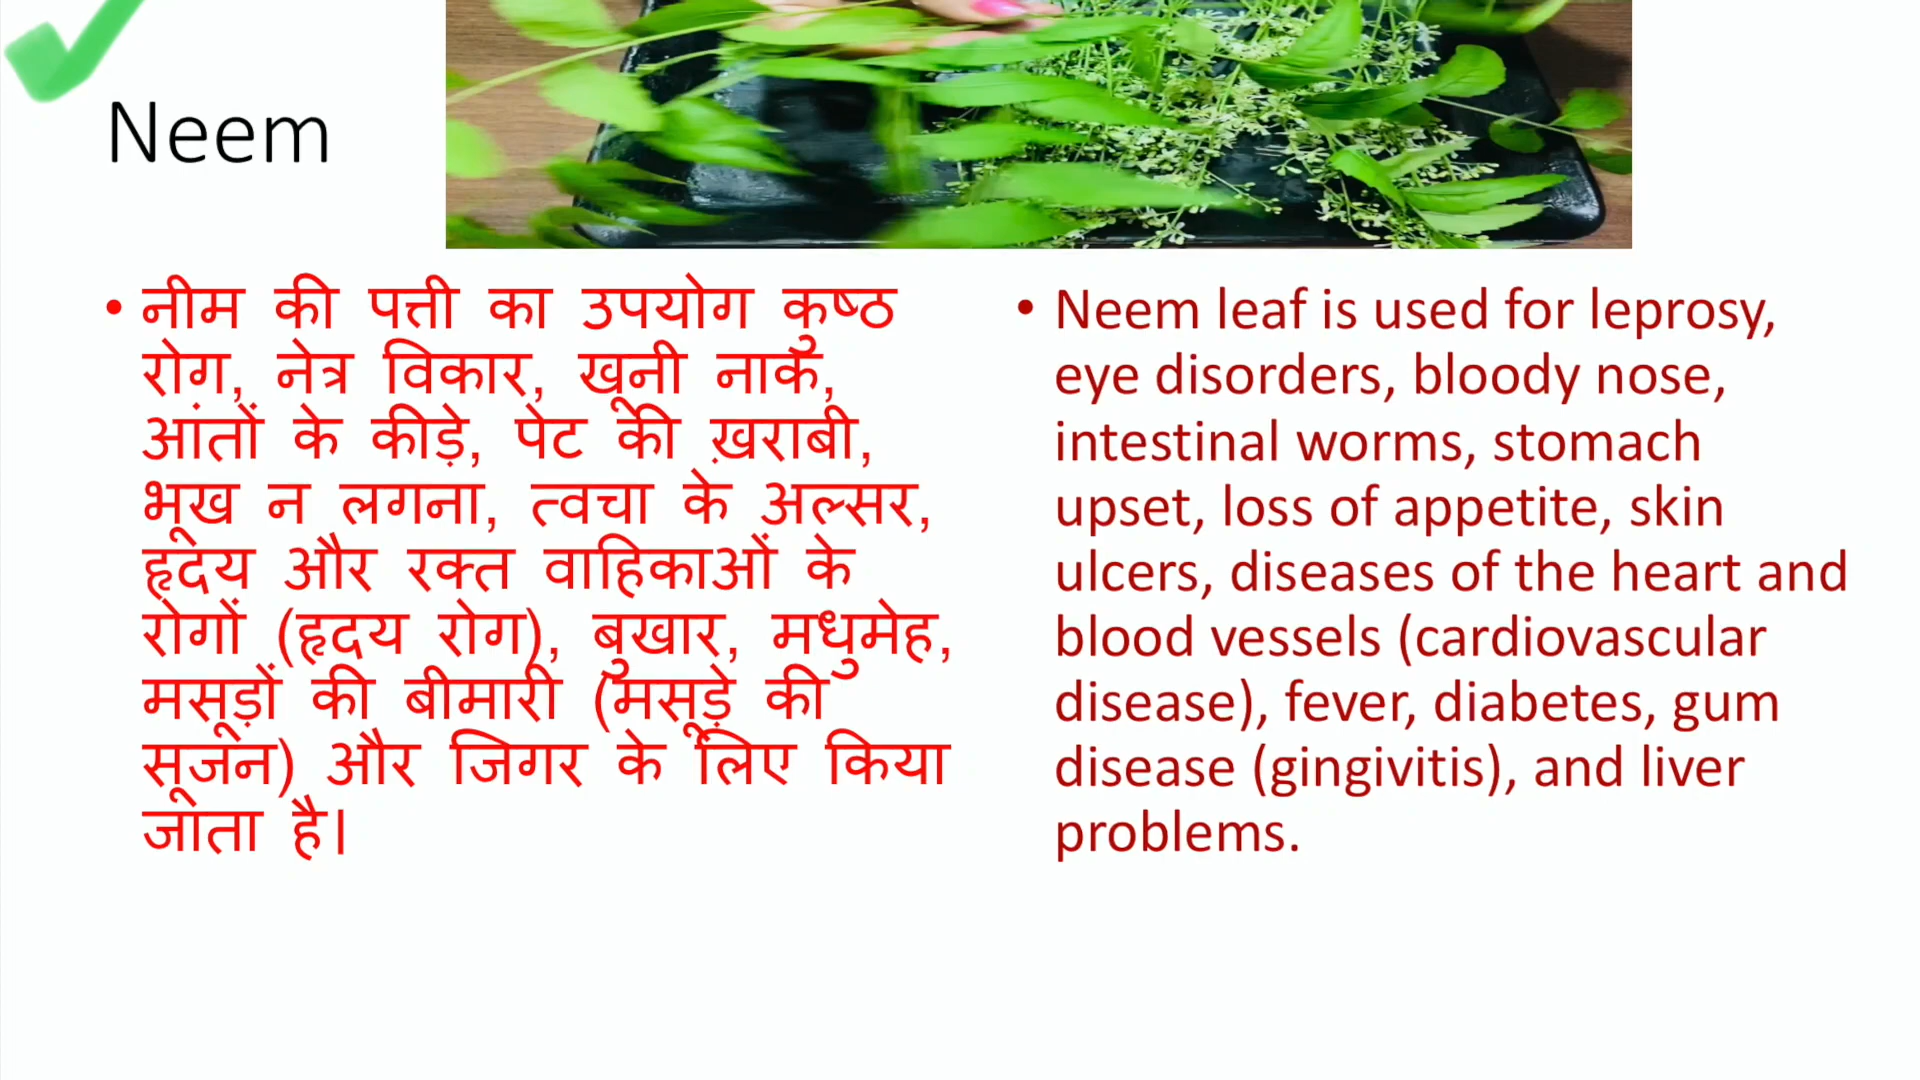 Neem
• नीम की पत्ती का उपयोग कुष्ठ
रोग, नेत्र विकार, खूनी नाक,
आंतों के कीड़े, पेट की ख़राबी,
भूख न लगना, त्वचा के अल्सर,
हृदय और रक्त वाहिकाओं के
रोगों (हृदय रोग), बुखार, मधुमेह,
मसूड़ों की बीमारी (मसूड़े की
सूजन) और जिगर के लिए किया
जाता है।
• Neem leaf is used for leprosy,
eye disorders, bloody nose,
intestinal worms, stomach
upset, loss of appetite, skin
ulcers, diseases of the heart and
blood vessels (cardiovascular
disease), fever, diabetes, gum
disease (gingivitis), and liver
problems.